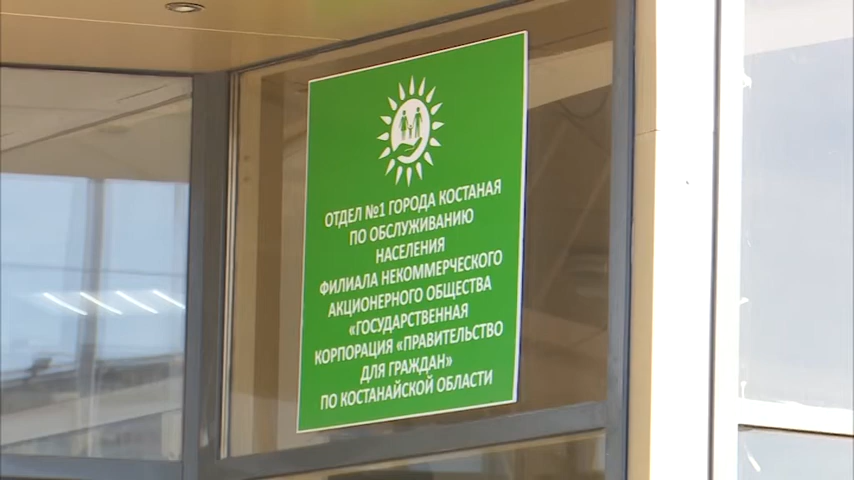 ОТДЕЛ №1 ГОРОДА КОСТАНАЯ
ПО ОБСЛУЖИВАНИЮ
НАСЕЛЕНИЯ
ФИЛИАЛА НЕКОММЕРЧЕСКОГО
АКЦИОНЕРНОГО ОБЩЕСТВА
«ГОСУДАРСТВЕННАЯ
КОРПОРАЦИЯ «ПРАВИТЕЛЬСТВО
ДЛЯ ГРАЖДАН»
ПО КОСТАНАЙСКОЙ ОБЛАСТИ